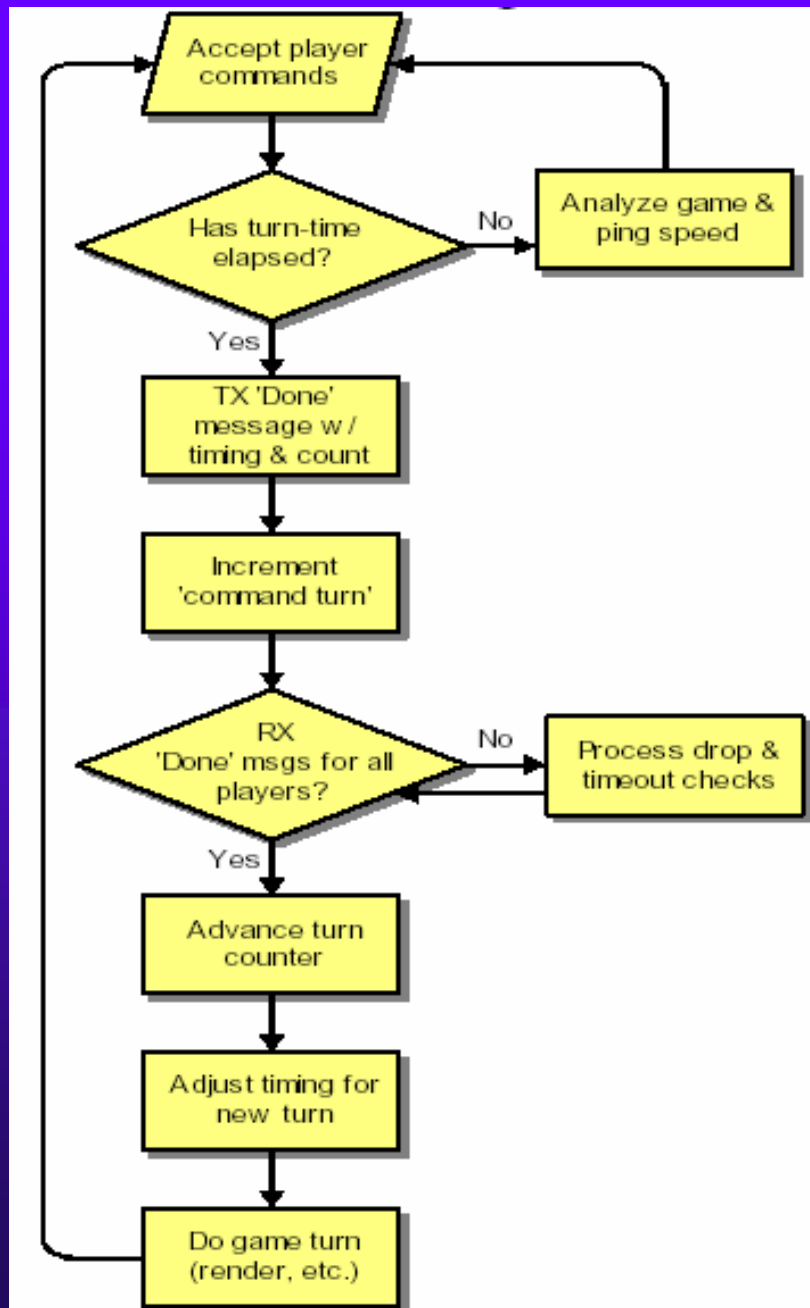 Accept player
commands
Has turn-time
elapsed?
No
Analyze game &
ping speed
Yes
TX 'Done'
message w/
timing & count
Increment
'command turn'
RX
'Done' msgs for all
players?
No
Process drop &
timeout checks
Yes
Advance turn
counter
Adjust timing for
new turn
Do game turn
(render, etc.)